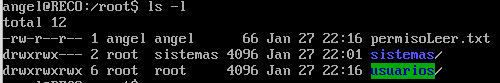 angel@RECO:/root$ ls -l
total 12
-rw-r--r-- 1 angel angel 66 Jan 27 22:16 permisoLeer.txt
drwxrwx--- 2 root sistemas 4096 Jan 27 22:01 sistemas/
drwxrwxrwx 6 root root 4096 Jan 27 22:16 usuarios/